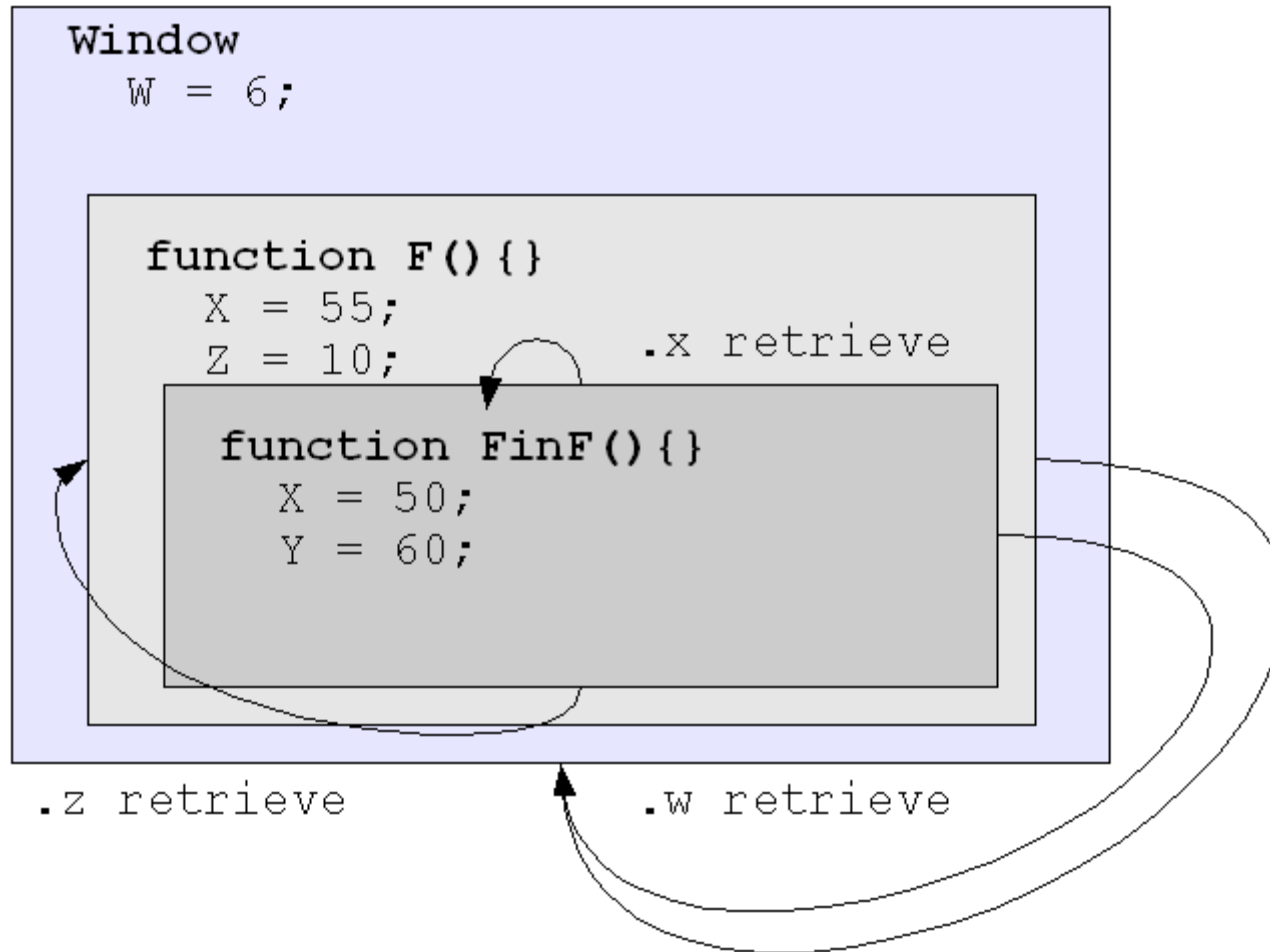 Window
W = 6;
function F(){}
X = 55;
Z = 10;
.x retrieve
function FinF(){}
X = 50;
Y = 60;
.z retrieve
.w retrieve